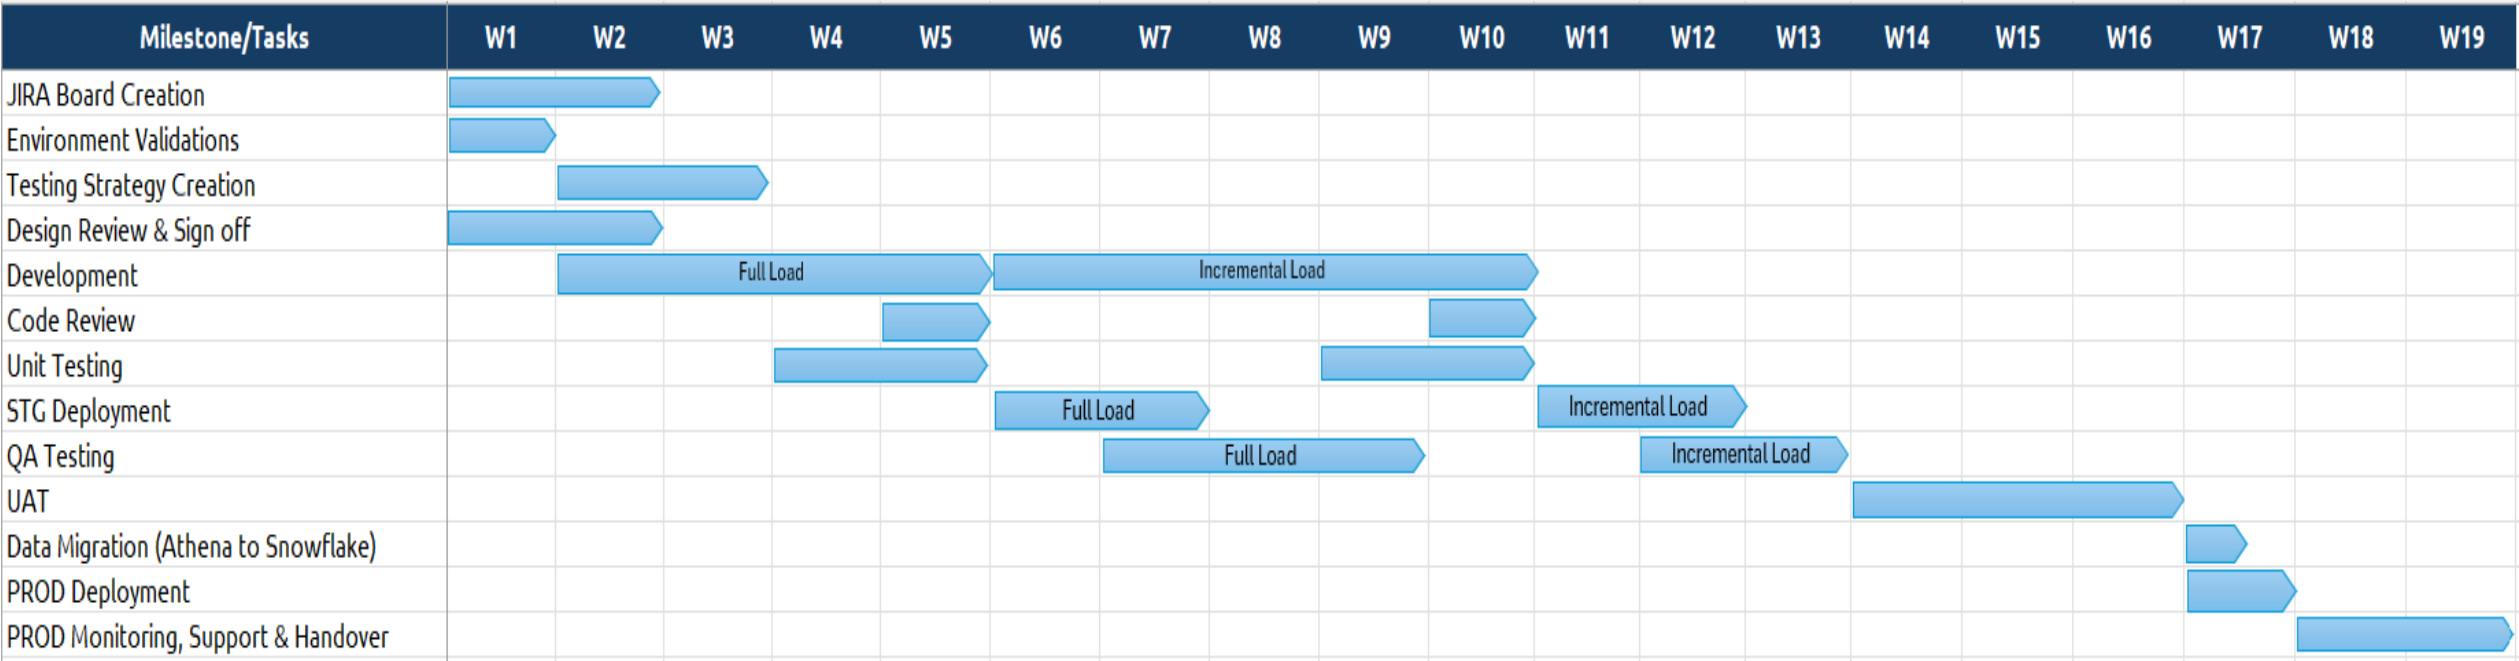 Milestone/Tasks W1 W2 W3 W4 W5 W6 W7 W8 W9 W10 W11 W12 W13 W14 W15 W16 W17 W18 W19
JIRA Board Creation
Environment Validations
Testing Strategy Creation
Design Review & Sign off
Development Full Load Incremental Load
Code Review
Unit Testing
STG Deployment Full Load Incremental Load
QA Testing Full Load Incremental Load
UAT
Data Migration (Athena to Snowflake)
PROD Deployment
PROD Monitoring, Support & Handover